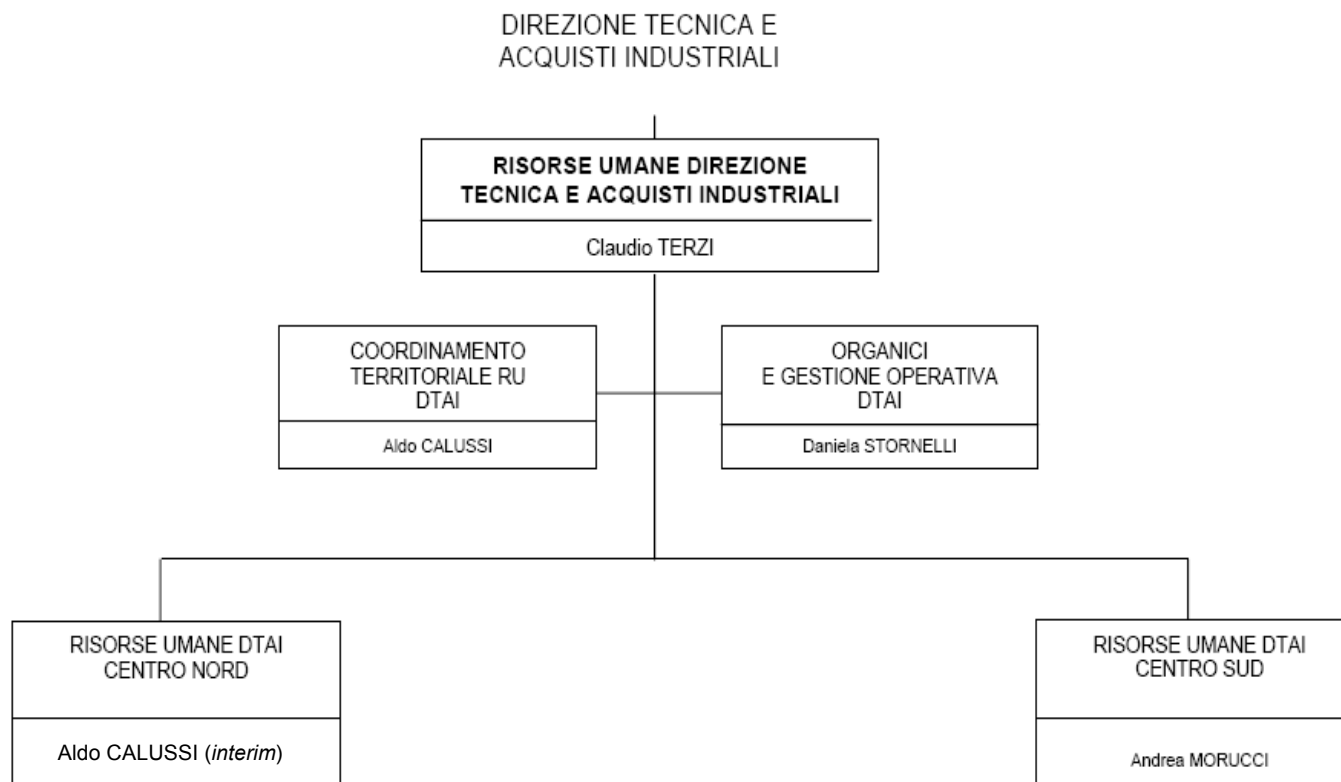 DIREZIONE TECNICA E
ACQUISTI INDUSTRIALI
RISORSE UMANE DIREZIONE
TECNICA E ACQUISTI INDUSTRIALI
Claudio TERZI
COORDINAMENTO
TERRITORIALE RU
DTAI
Aldo CALUSSI
ORGANICI
E GESTIONE OPERATIVA
DTAI
Daniela STORNELLI
RISORSE UMANE DTAI
CENTRO NORD
Aldo CALUSSI (interim)
RISORSE UMANE DTAI
CENTRO SUD
Andrea MORUCCI